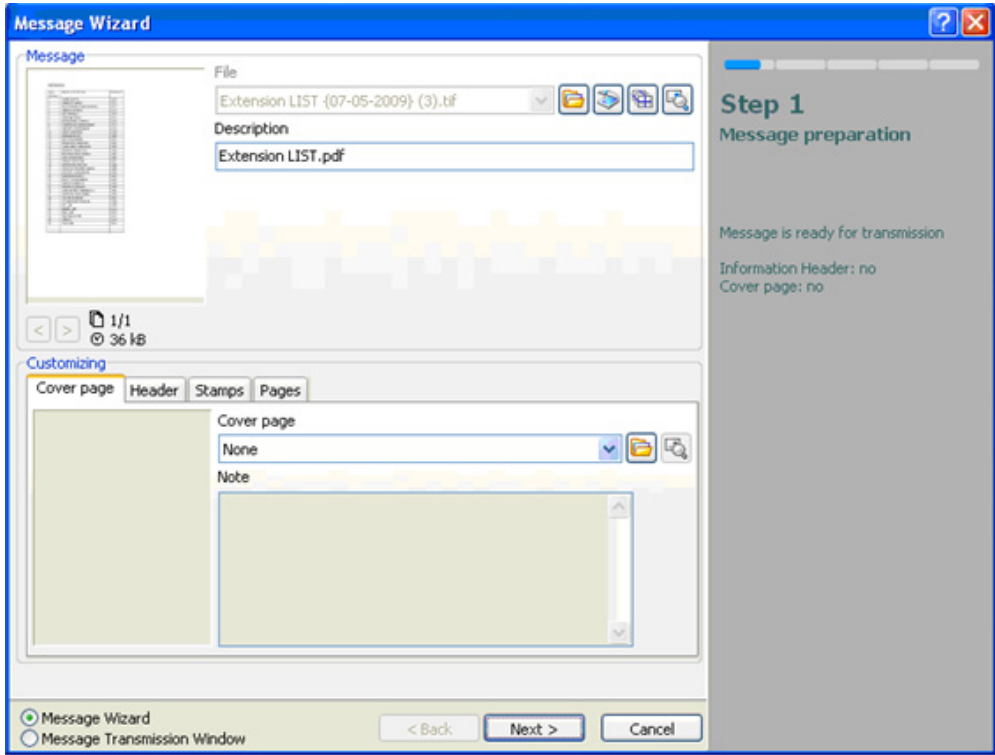 Message Wizard
Message
File
Extension LIST {07-05-2009} (3).tif
Description
Extension LIST.pdf
< >
1/1
36 kB
Customizing
Cover page Header Stamps Pages
Cover page
None
Note
Message Wizard
Message Transmission Window
< Back Next > Cancel
Step 1
Message preparation
Message is ready for transmission
Information Header: no
Cover page: no